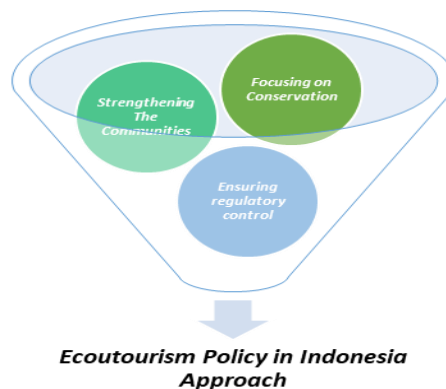 Strengthening
The
Communities
Focusing on
Conservation
Ensuring
regulatory
control
Ecoutourism Policy in Indonesia
Approach